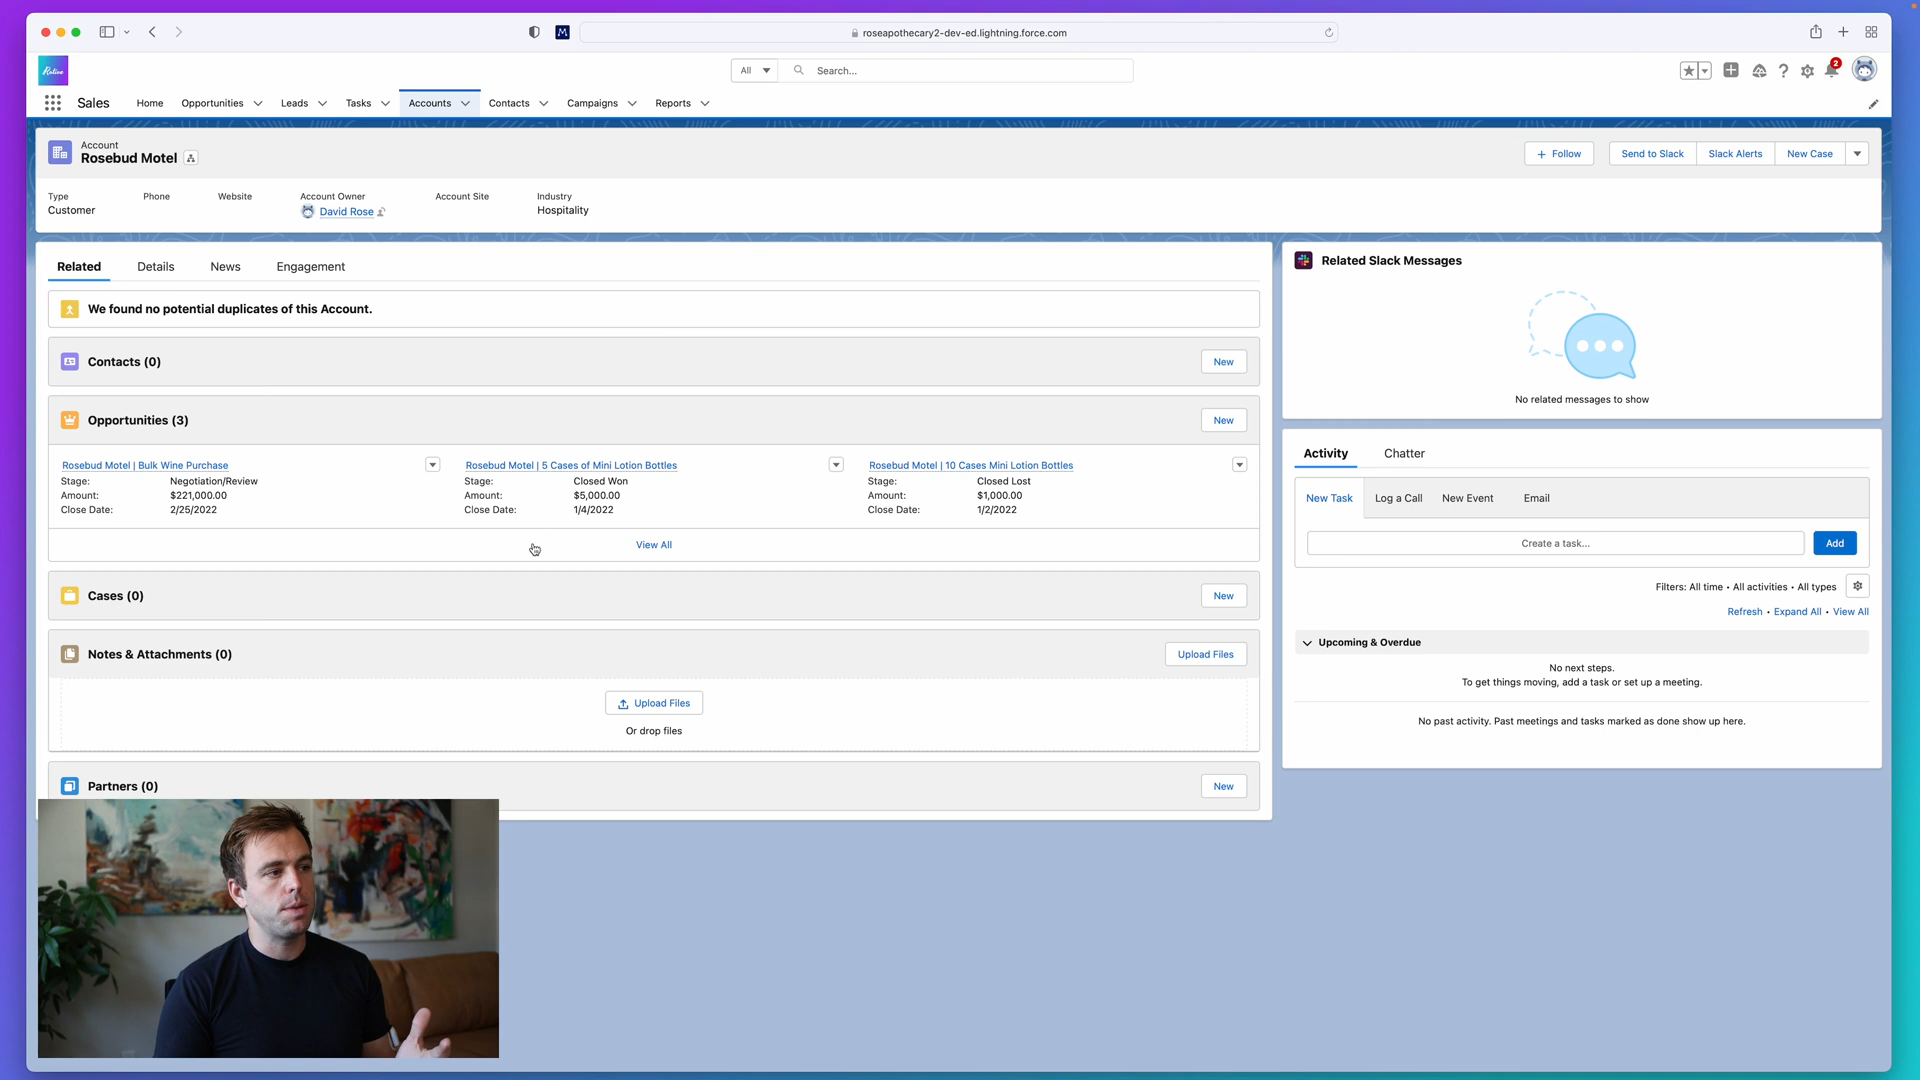 M
roseapothecary2-dev-ed.lightning.force.com
All
Search...
2
Sales
Home
Opportunities
Leads
Tasks
Accounts
Contacts
Campaigns
Reports
Account
Rosebud Motel
+ Follow
Send to Slack
Slack Alerts
New Case
Type
Customer
Phone
Website
Account Owner
David Rose
Account Site
Industry
Hospitality
Related
Details
News
Engagement
We found no potential duplicates of this Account.
Contacts (0)
New
Opportunities (3)
New
Rosebud Motel | Bulk Wine Purchase
Stage: Negotiation/Review
Amount: $221,000.00
Close Date: 2/25/2022
Rosebud Motel | 5 Cases of Mini Lotion Bottles
Stage: Closed Won
Amount: $5,000.00
Close Date: 1/4/2022
Rosebud Motel | 10 Cases Mini Lotion Bottles
Stage: Closed Lost
Amount: $1,000.00
Close Date: 1/2/2022
View All
Cases (0)
New
Notes & Attachments (0)
Upload Files
Upload Files
Or drop files
Partners (0)
New
Related Slack Messages
No related messages to show
Activity
Chatter
New Task
Log a Call
New Event
Email
Create a task...
Add
Filters: All time • All activities • All types
Refresh • Expand All • View All
Upcoming & Overdue
No next steps.
To get things moving, add a task or set up a meeting.
No past activity. Past meetings and tasks marked as done show up here.